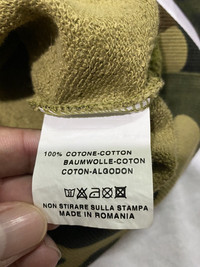 100% COTONE-COTTON
BAUMWOLLE-COTON
COTON-ALGODON
NON STIRARE SULLA STAMPA
MADE IN ROMANIA